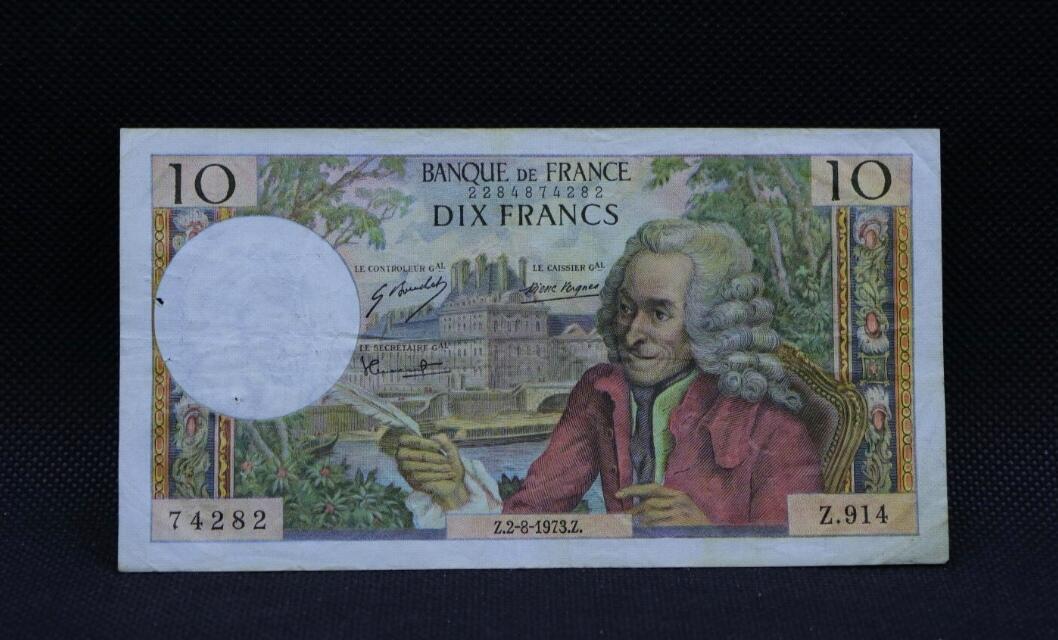 10
BANQUE DE FRANCE
10
2284874282
DIX FRANCS
LE CONTROLEUR GAL
LE CAISSIER GAL
LE SECRÉTAIRE GAL
74282
Z.2-8-1973.Z.
Z.914